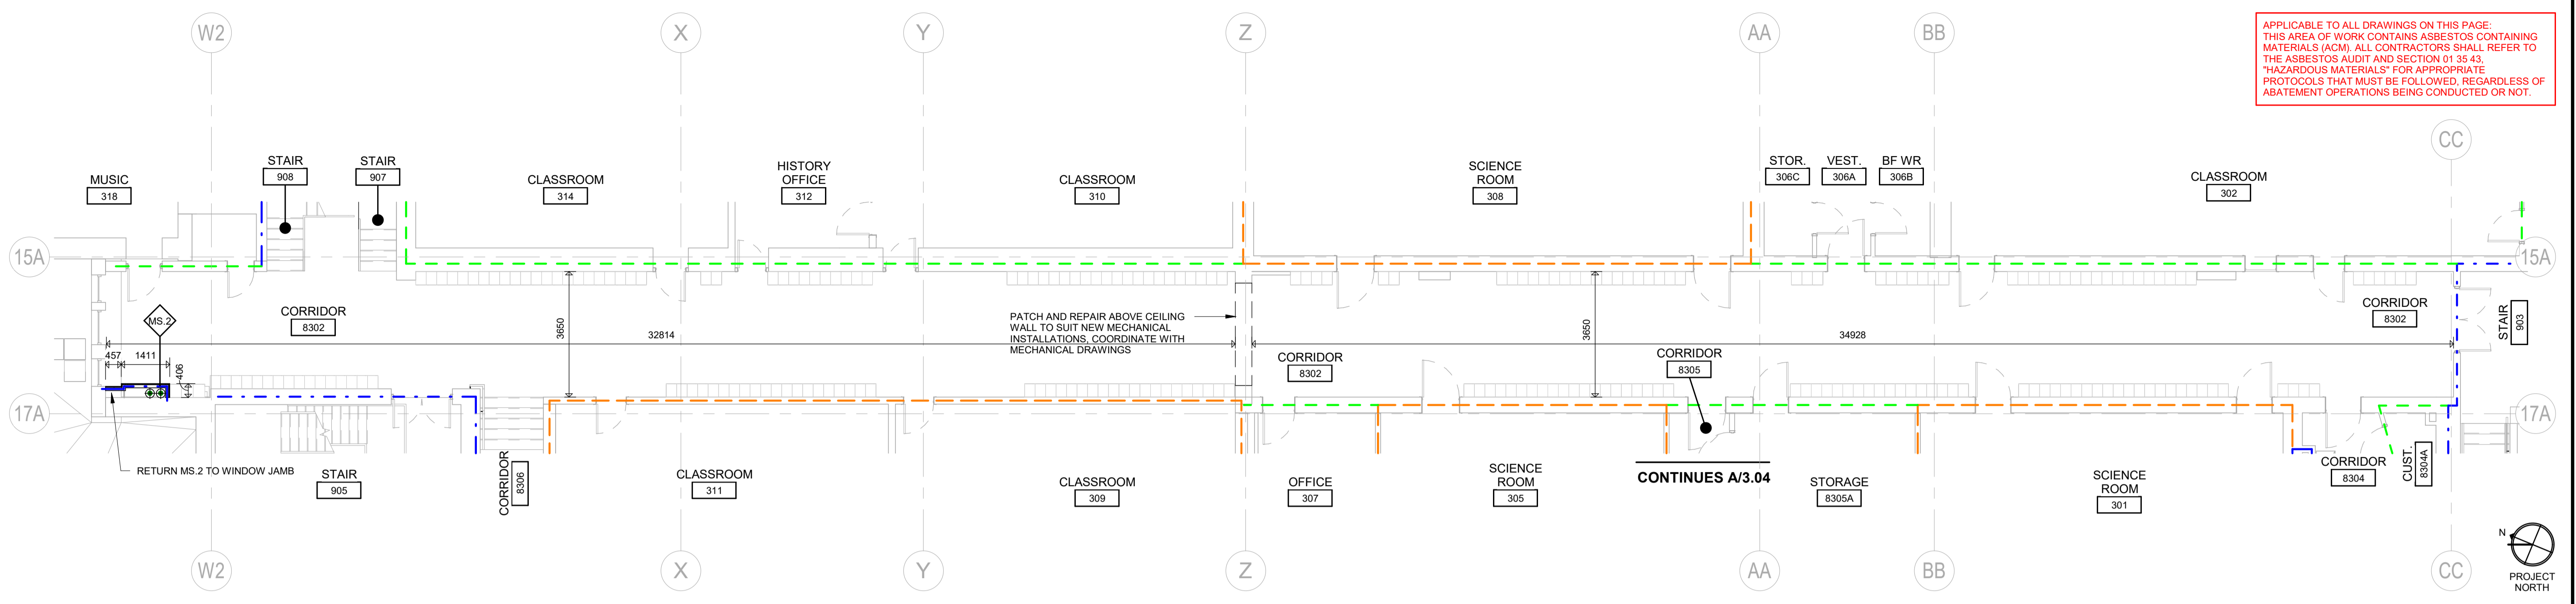 APPLICABLE TO ALL DRAWINGS ON THIS PAGE:
THIS AREA OF WORK CONTAINS ASBESTOS CONTAINING
MATERIALS (ACM). ALL CONTRACTORS SHALL REFER TO
THE ASBESTOS AUDIT AND SECTION 01 35 43,
"HAZARDOUS MATERIALS" FOR APPROPRIATE
PROTOCOLS THAT MUST BE FOLLOWED, REGARDLESS OF
ABATEMENT OPERATIONS BEING CONDUCTED OR NOT.
W2
X
Y
Z
AA
BB
CC
MUSIC
318
STAIR
908
STAIR
907
CLASSROOM
314
HISTORY
OFFICE
312
CLASSROOM
310
SCIENCE
ROOM
308
STOR.
306C
VEST.
306A
BF WR
306B
CLASSROOM
302
15A
15A
MS.2
CORRIDOR
8302
457
1411
406
3650
32814
PATCH AND REPAIR ABOVE CEILING
WALL TO SUIT NEW MECHANICAL
INSTALLATIONS, COORDINATE WITH
MECHANICAL DRAWINGS
CORRIDOR
8302
3650
CORRIDOR
8305
34928
CORRIDOR
8302
STAIR
903
17A
17A
RETURN MS.2 TO WINDOW JAMB
STAIR
905
CORRIDOR
8306
CLASSROOM
311
CLASSROOM
309
OFFICE
307
SCIENCE
ROOM
305
CONTINUES A/3.04
STORAGE
8305A
SCIENCE
ROOM
301
CORRIDOR
8304
CUST.
8304A
W2
X
Y
Z
AA
BB
CC
N
PROJECT
NORTH